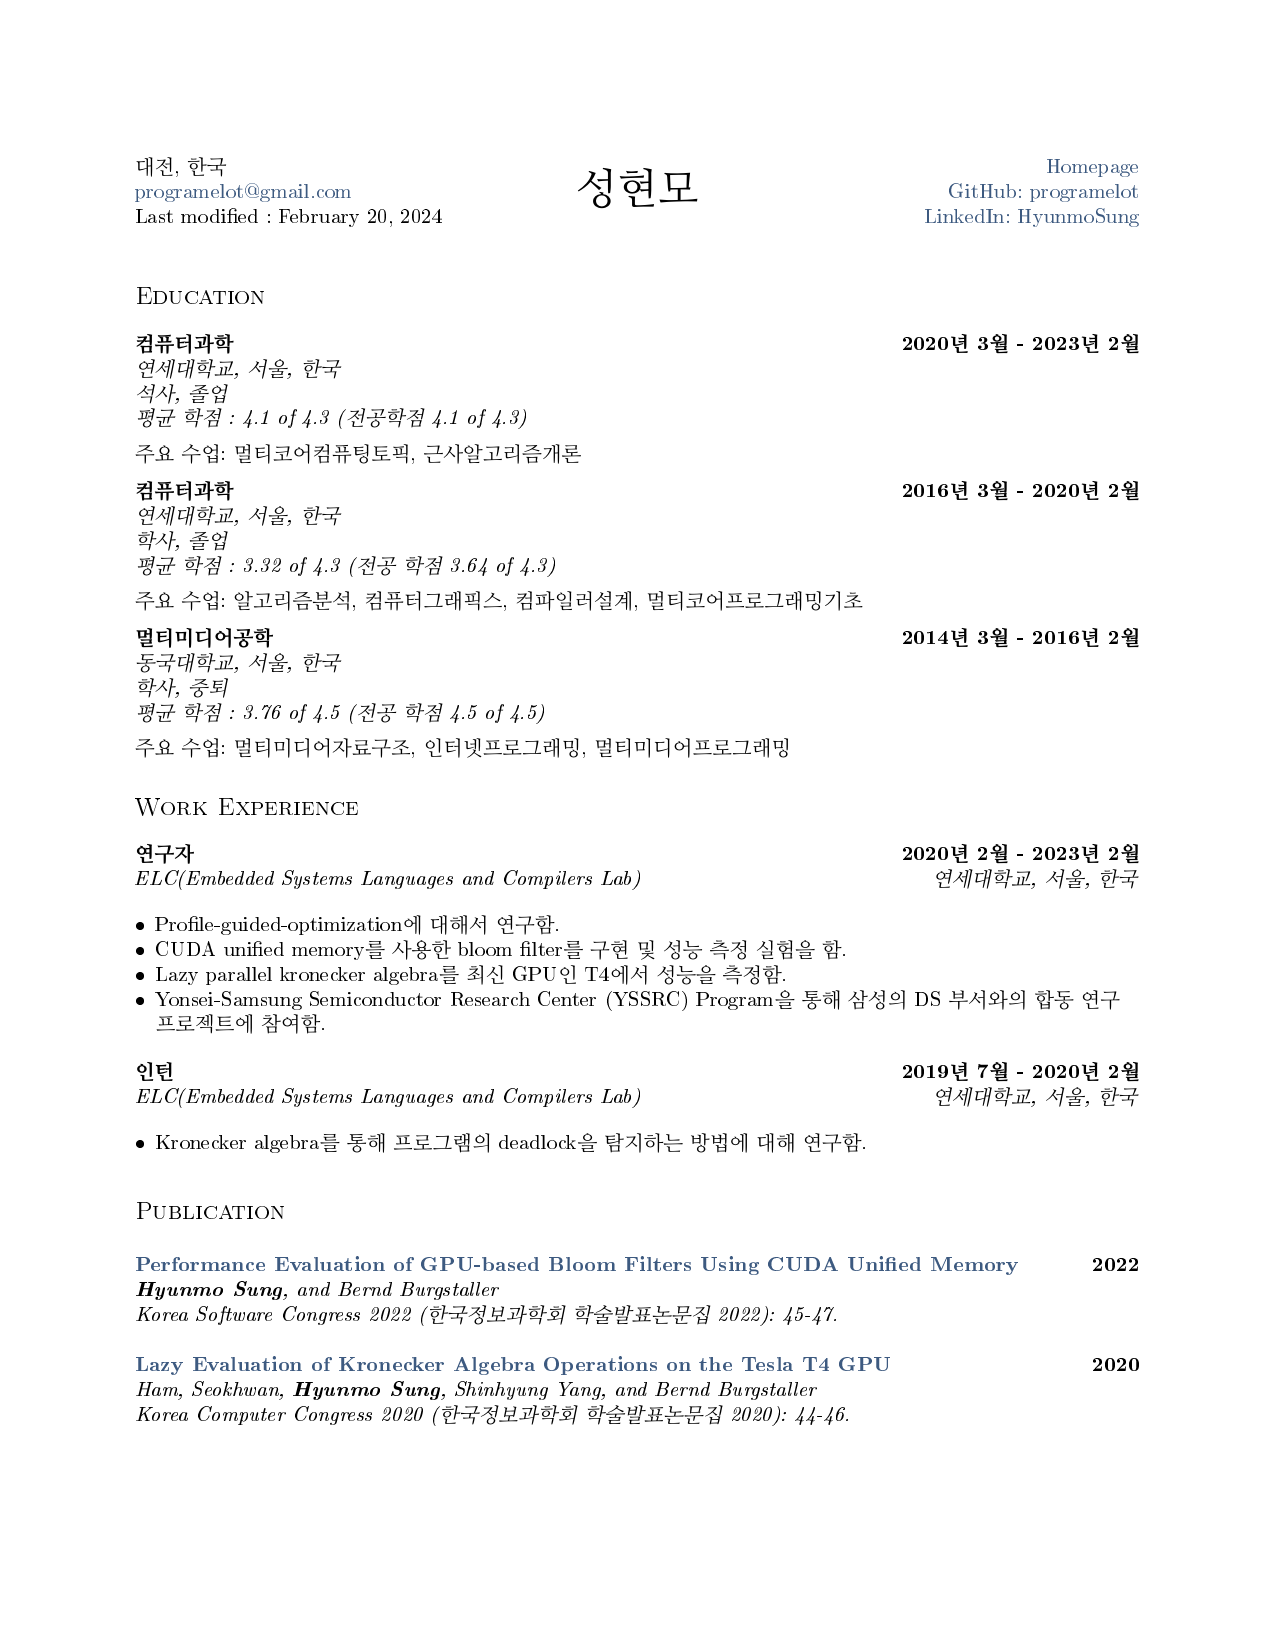 대전, 한국
programelot@gmail.com
Last modified : February 20, 2024
성현모
Homepage
GitHub: programelot
LinkedIn: HyunmoSung
Education
컴퓨터과학 2020년 3월 - 2023년 2월
연세대학교, 서울, 한국
석사, 졸업
평균 학점 : 4.1 of 4.3 (전공학점 4.1 of 4.3)
주요 수업: 멀티코어컴퓨팅토픽, 근사알고리즘개론
컴퓨터과학 2016년 3월 - 2020년 2월
연세대학교, 서울, 한국
학사, 졸업
평균 학점 : 3.32 of 4.3 (전공 학점 3.64 of 4.3)
주요 수업: 알고리즘분석, 컴퓨터그래픽스, 컴파일러설계, 멀티코어프로그래밍기초
멀티미디어공학 2014년 3월 - 2016년 2월
동국대학교, 서울, 한국
학사, 중퇴
평균 학점 : 3.76 of 4.5 (전공 학점 4.5 of 4.5)
주요 수업: 멀티미디어자료구조, 인터넷프로그래밍, 멀티미디어프로그래밍
Work Experience
연구자 2020년 2월 - 2023년 2월
ELC(Embedded Systems Languages and Compilers Lab) 연세대학교, 서울, 한국
• Profile-guided-optimization에 대해서 연구함.
• CUDA unified memory를 사용한 bloom filter를 구현 및 성능 측정 실험을 함.
• Lazy parallel kronecker algebra를 최신 GPU인 T4에서 성능을 측정함.
• Yonsei-Samsung Semiconductor Research Center (YSSRC) Program을 통해 삼성의 DS 부서와의 합동 연구
프로젝트에 참여함.
인턴 2019년 7월 - 2020년 2월
ELC(Embedded Systems Languages and Compilers Lab) 연세대학교, 서울, 한국
• Kronecker algebra를 통해 프로그램의 deadlock을 탐지하는 방법에 대해 연구함.
Publication
Performance Evaluation of GPU-based Bloom Filters Using CUDA Unified Memory 2022
Hyunmo Sung, and Bernd Burgstaller
Korea Software Congress 2022 (한국정보과학회 학술발표논문집 2022): 45-47.
Lazy Evaluation of Kronecker Algebra Operations on the Tesla T4 GPU 2020
Ham, Seokhwan, Hyunmo Sung, Shinhyung Yang, and Bernd Burgstaller
Korea Computer Congress 2020 (한국정보과학회 학술발표논문집 2020): 44-46.